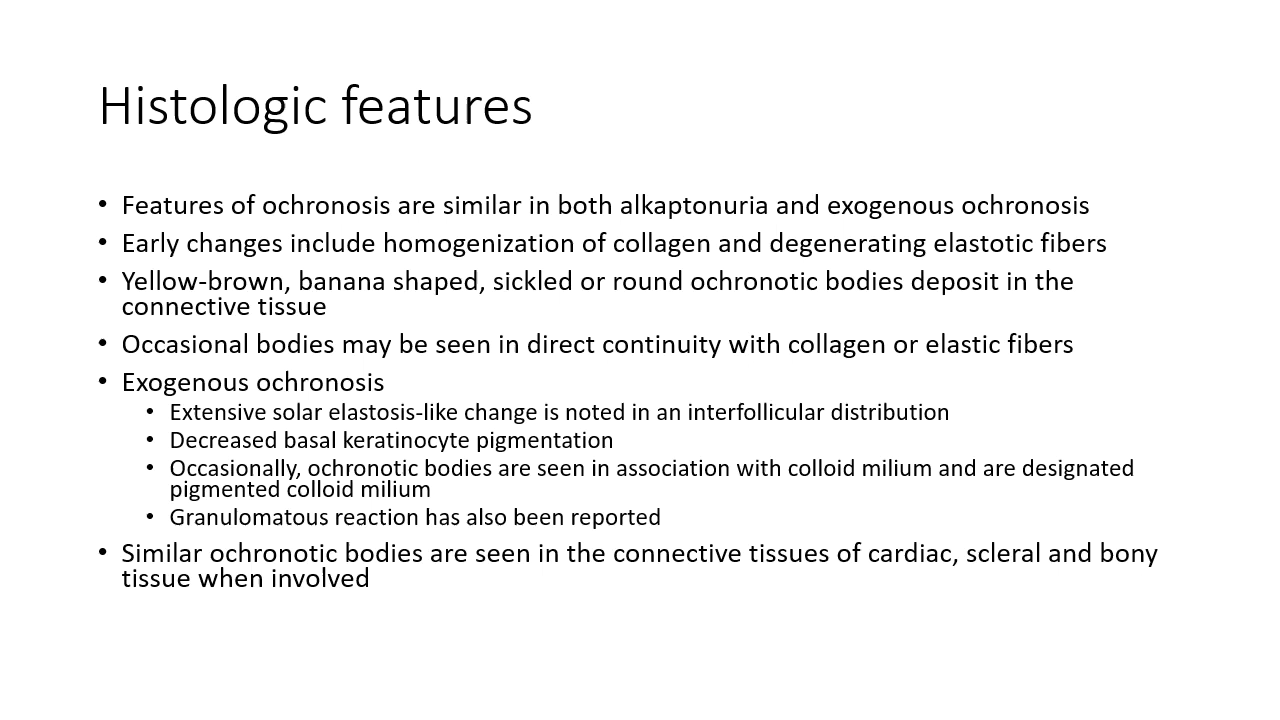 Histologic features
• Features of ochronosis are similar in both alkaptonuria and exogenous ochronosis
• Early changes include homogenization of collagen and degenerating elastotic fibers
• Yellow-brown, banana shaped, sickled or round ochronotic bodies deposit in the
connective tissue
• Occasional bodies may be seen in direct continuity with collagen or elastic fibers
• Exogenous ochronosis
• Extensive solar elastosis-like change is noted in an interfollicular distribution
• Decreased basal keratinocyte pigmentation
• Occasionally, ochronotic bodies are seen in association with colloid milium and are designated
pigmented colloid milium
• Granulomatous reaction has also been reported
• Similar ochronotic bodies are seen in the connective tissues of cardiac, scleral and bony
tissue when involved